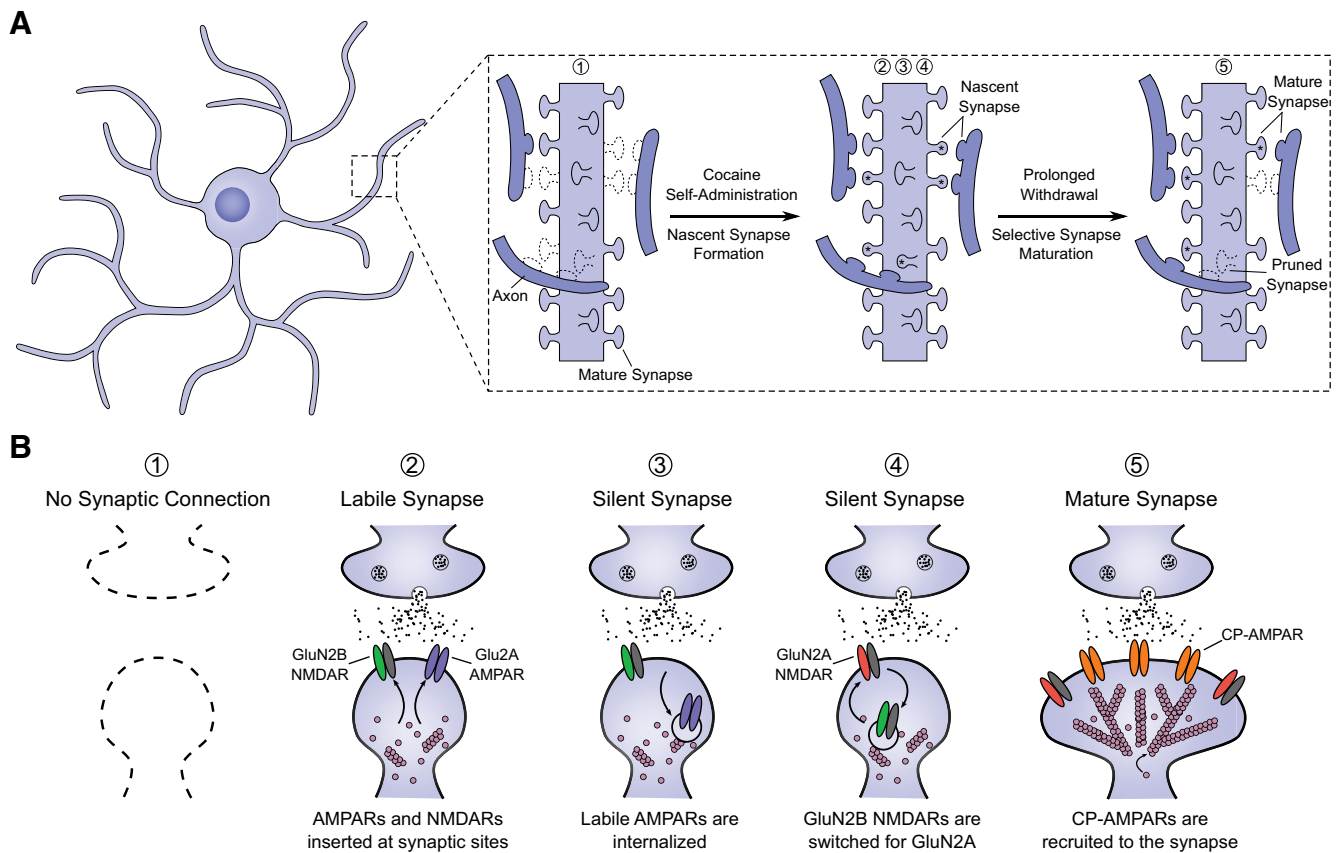 A
①
② ③ ④
⑤
Nascent
Synapse
Mature
Synapse
*
*
*
*
*
*
*
*
Cocaine
Self-Administration
Nascent Synapse
Formation
Prolonged
Withdrawal
Selective Synapse
Maturation
Axon
Pruned
Synapse
Mature Synapse
B
①
②
③
④
⑤
No Synaptic Connection
Labile Synapse
Silent Synapse
Silent Synapse
Mature Synapse
GluN2B
NMDAR
Glu2A
AMPAR
GluN2A
NMDAR
CP-AMPAR
AMPARs and NMDARs
inserted at synaptic sites
Labile AMPARs are
internalized
GluN2B NMDARs are
switched for GluN2A
CP-AMPARs are
recruited to the synapse